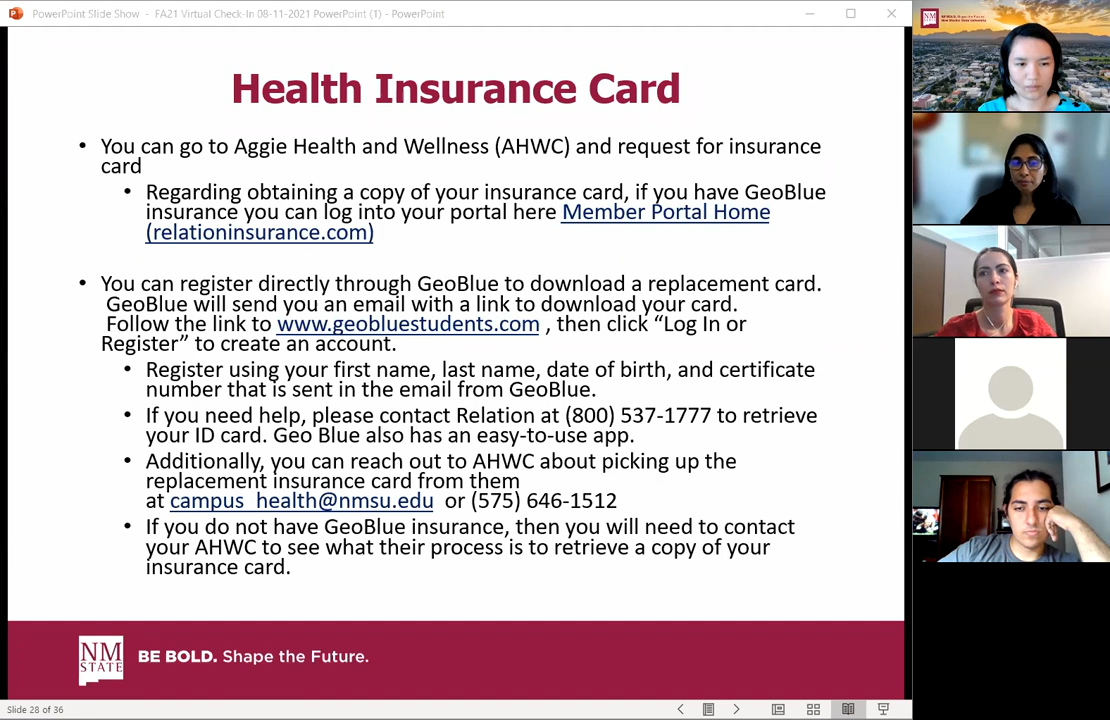 PowerPoint Slide Show - FA21 Virtual Check-In 08-11-2021 PowerPoint (1) - PowerPoint
Health Insurance Card
• You can go to Aggie Health and Wellness (AHWC) and request for insurance
card
• Regarding obtaining a copy of your insurance card, if you have GeoBlue
insurance you can log into your portal here Member Portal Home
(relationinsurance.com)
• You can register directly through GeoBlue to download a replacement card.
GeoBlue will send you an email with a link to download your card.
Follow the link to www.geobluestudents.com , then click “Log In or
Register” to create an account.
• Register using your first name, last name, date of birth, and certificate
number that is sent in the email from GeoBlue.
• If you need help, please contact Relation at (800) 537-1777 to retrieve
your ID card. Geo Blue also has an easy-to-use app.
• Additionally, you can reach out to AHWC about picking up the
replacement insurance card from them
at campus_health@nmsu.edu or (575) 646-1512
• If you do not have GeoBlue insurance, then you will need to contact
your AHWC to see what their process is to retrieve a copy of your
insurance card.
NM
STATE
BE BOLD. Shape the Future.
Slide 28 of 36
NM
BE BOLD. Shape the Future.
New Mexico State University